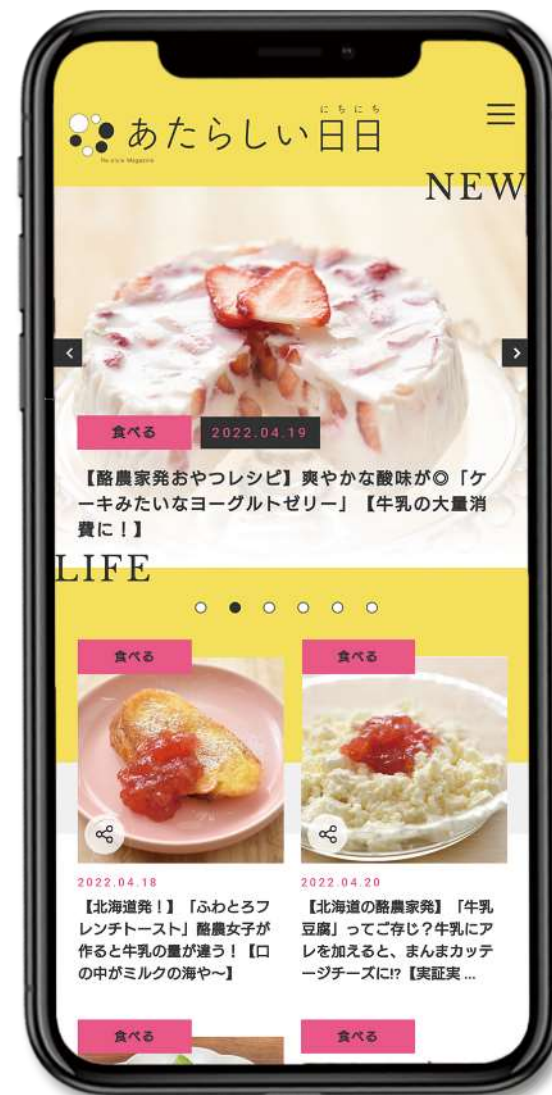 にちにち
あたらしい日日
Re-style Magazine
NEW
食べる
2022.04.19
【酪農家発おやつレシピ】爽やかな酸味が◎「ケ
ーキみたいなヨーグルトゼリー」【牛乳の大量消
費に!】
LIFE
食べる
食べる
2022.04.18
【北海道発!】「ふわとろフ
レンチトースト」酪農女子が
作ると牛乳の量が違う!【口
の中がミルクの海や〜】
2022.04.20
【北海道の酪農家発】「牛乳
豆腐」ってご存じ?牛乳にア
レを加えると、まんまカッテ
ージチーズに!?【実証実 ...
食べる
食べる